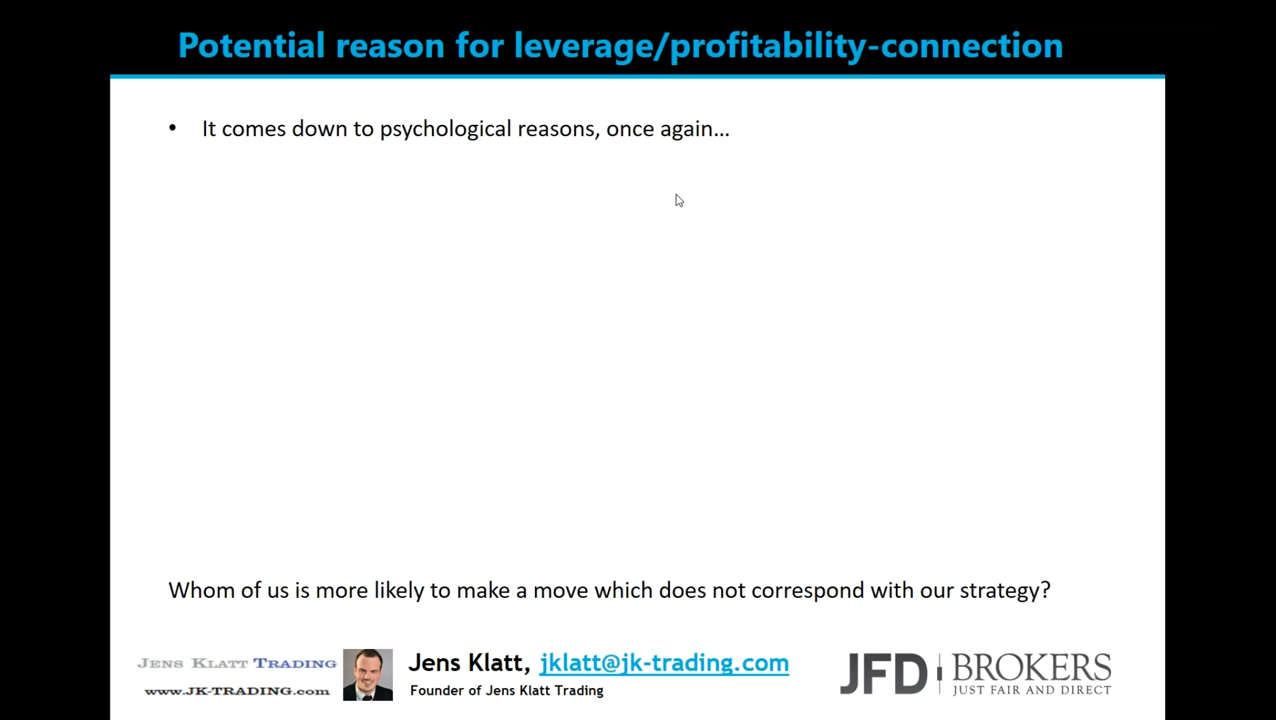 Potential reason for leverage/profitability-connection
• It comes down to psychological reasons, once again...
Whom of us is more likely to make a move which does not correspond with our strategy?
JENS KLATT TRADING
www.JK-TRADING.com
Jens Klatt, jklatt@jk-trading.com
Founder of Jens Klatt Trading
JFD BROKERS
JUST FAIR AND DIRECT